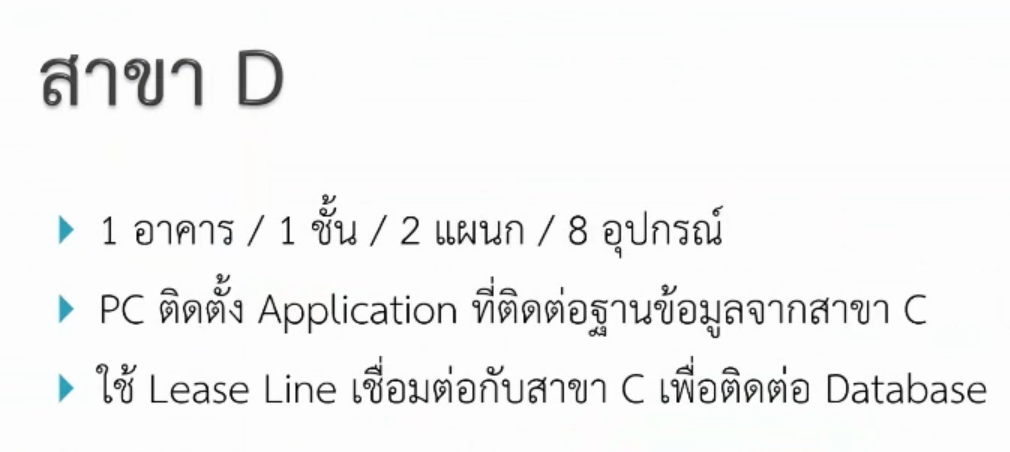 สาขา D
1 อาคาร / 1 ชั้น / 2 แผนก / 8 อุปกรณ์
PC ติดตั้ง Application ที่ติดต่อฐานข้อมูลจากสาขา C
ใช้ Lease Line เชื่อมต่อกับสาขา C เพื่อติดต่อ Database